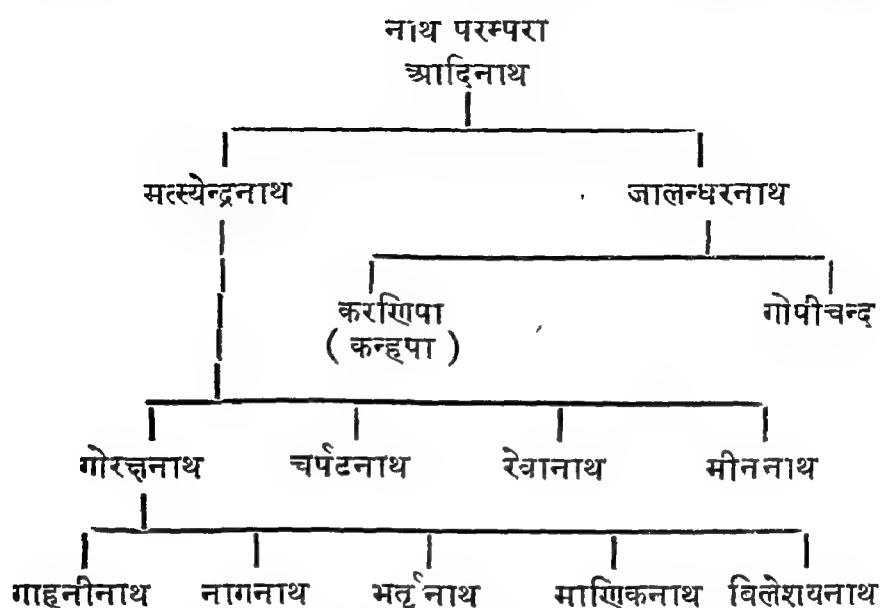 नाथ परम्परा
आदिनाथ
मत्स्येन्द्रनाथ जालन्धरनाथ
करणिपा गोपीचन्द
( कन्हपा )
गोरक्षनाथ चर्पटनाथ रेवानाथ मीननाथ
गाहनीनाथ नागनाथ भर्तृनाथ माणिकनाथ विलेशयनाथ